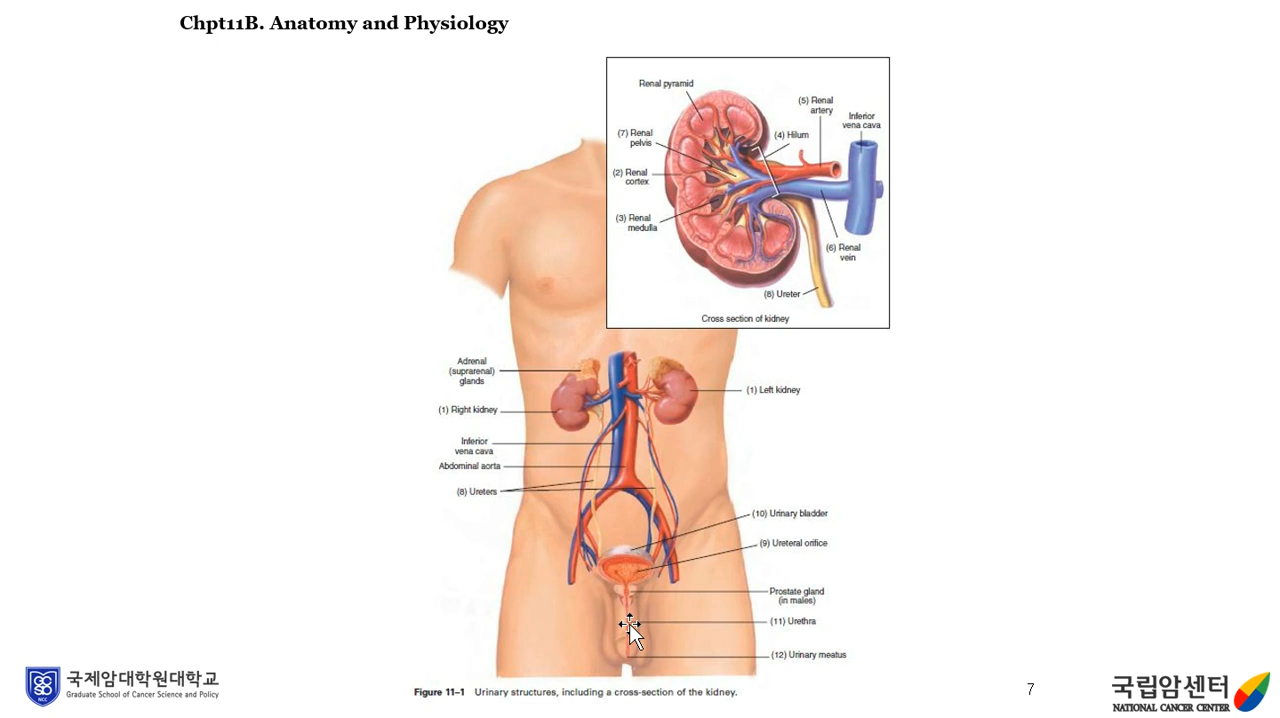 Chpt11B. Anatomy and Physiology
Renal pyramid
(5) Renal
artery
Inferior
vena cava
(7) Renal
pelvis
(4) Hilum
(2) Renal
cortex
(3) Renal
medulla
(6) Renal
vein
(8) Ureter
Cross section of kidney
Adrenal
(suprarenal)
glands
(1) Left kidney
(1) Right kidney
Inferior
vena cava
Abdominal aorta
(8) Ureters
(10) Urinary bladder
(9) Ureteral orifice
Prostate gland
(in males)
(11) Urethra
(12) Urinary meatus
Figure 11–1 Urinary structures, including a cross-section of the kidney.
7
NCC
국제암대학원대학교
Graduate School of Cancer Science and Policy
국립암센터
NATIONAL CANCER CENTER